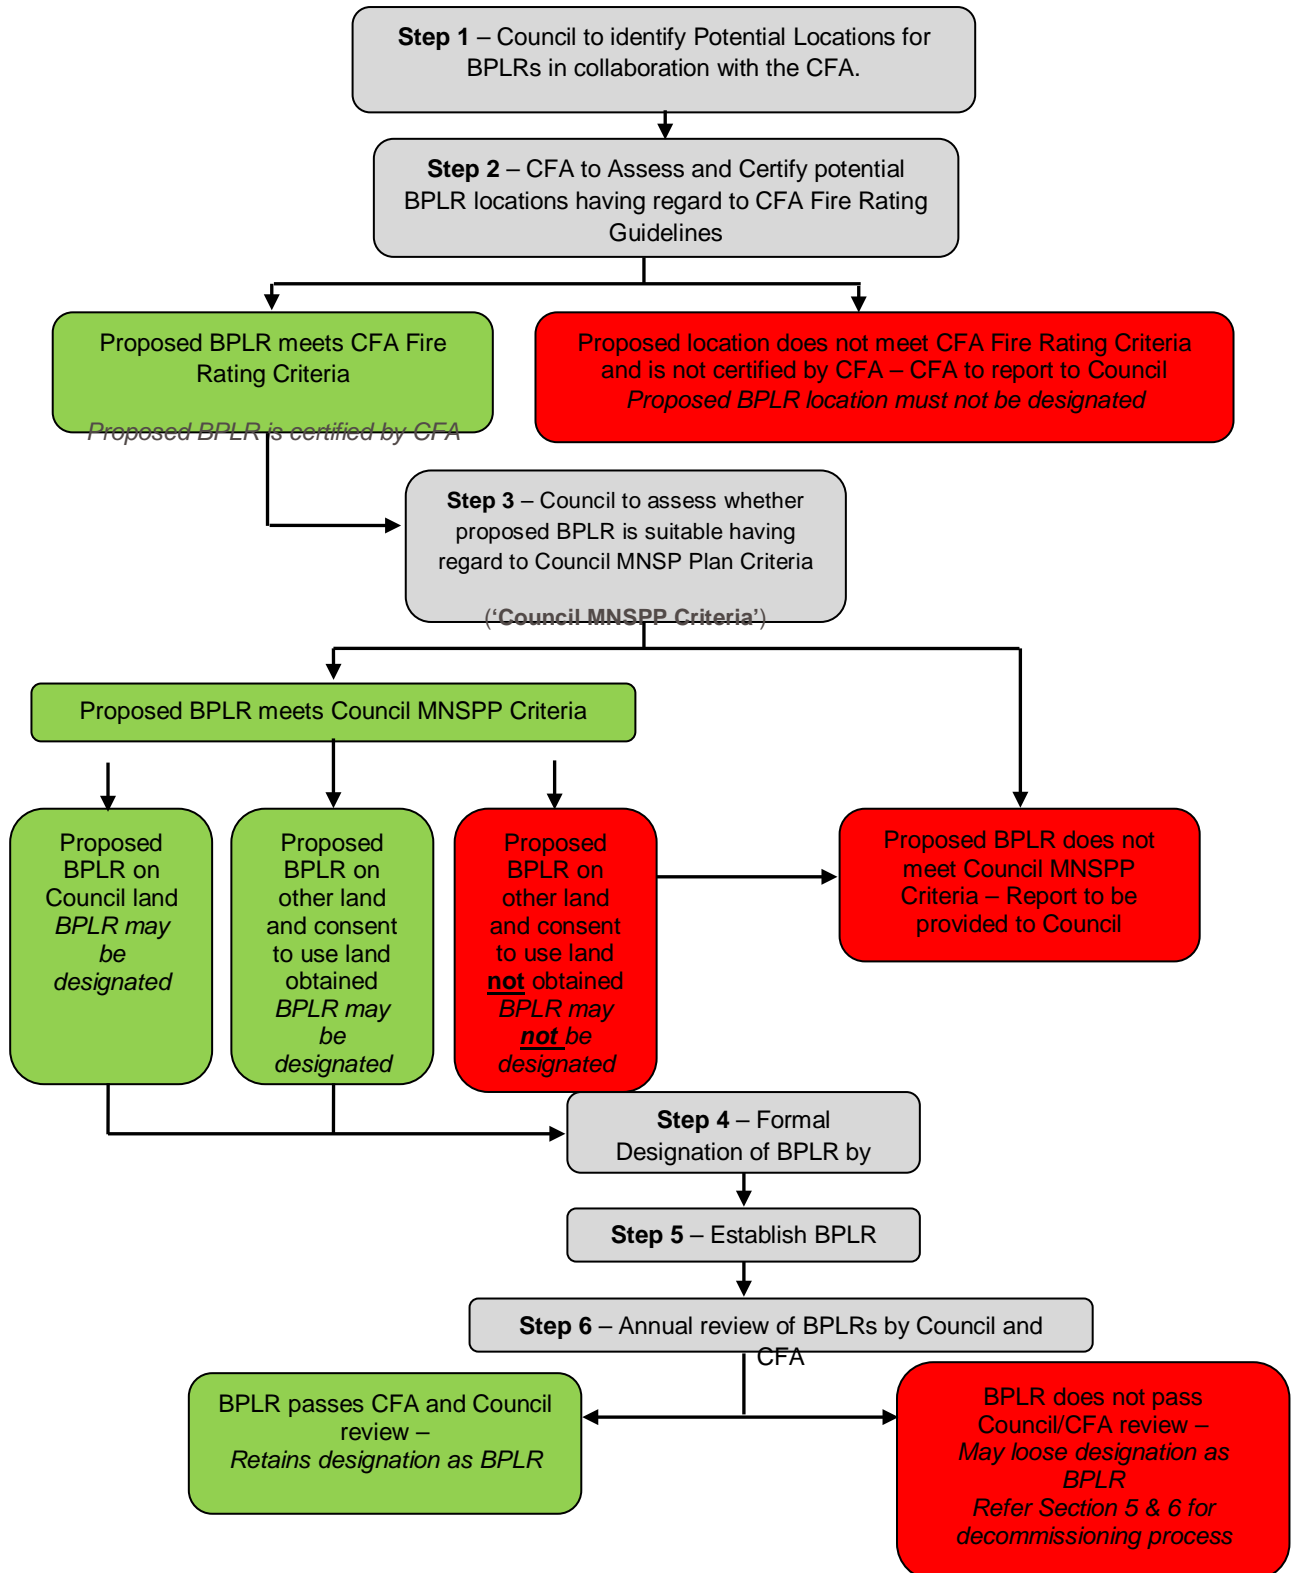 Step 1 – Council to identify Potential Locations for
BPLRs in collaboration with the CFA.
Step 2 – CFA to Assess and Certify potential
BPLR locations having regard to CFA Fire Rating
Guidelines
Proposed BPLR meets CFA Fire
Rating Criteria
Proposed BPLR is certified by CFA
Proposed location does not meet CFA Fire Rating Criteria
and is not certified by CFA – CFA to report to Council
Proposed BPLR location must not be designated
Step 3 – Council to assess whether
proposed BPLR is suitable having
regard to Council MNSP Plan Criteria
(‘Council MNSPP Criteria’)
Proposed BPLR meets Council MNSPP Criteria
Proposed
BPLR on
Council land
BPLR may
be
designated
Proposed
BPLR on
other land
and consent
to use land
obtained
BPLR may
be
designated
Proposed
BPLR on
other land
and consent
to use land
not obtained
BPLR may
not be
designated
Proposed BPLR does not
meet Council MNSPP
Criteria – Report to be
provided to Council
Step 4 – Formal
Designation of BPLR by
Step 5 – Establish BPLR
Step 6 – Annual review of BPLRs by Council and
CFA
BPLR passes CFA and Council
review –
Retains designation as BPLR
BPLR does not pass
Council/CFA review –
May loose designation as
BPLR
Refer Section 5 & 6 for
decommissioning process